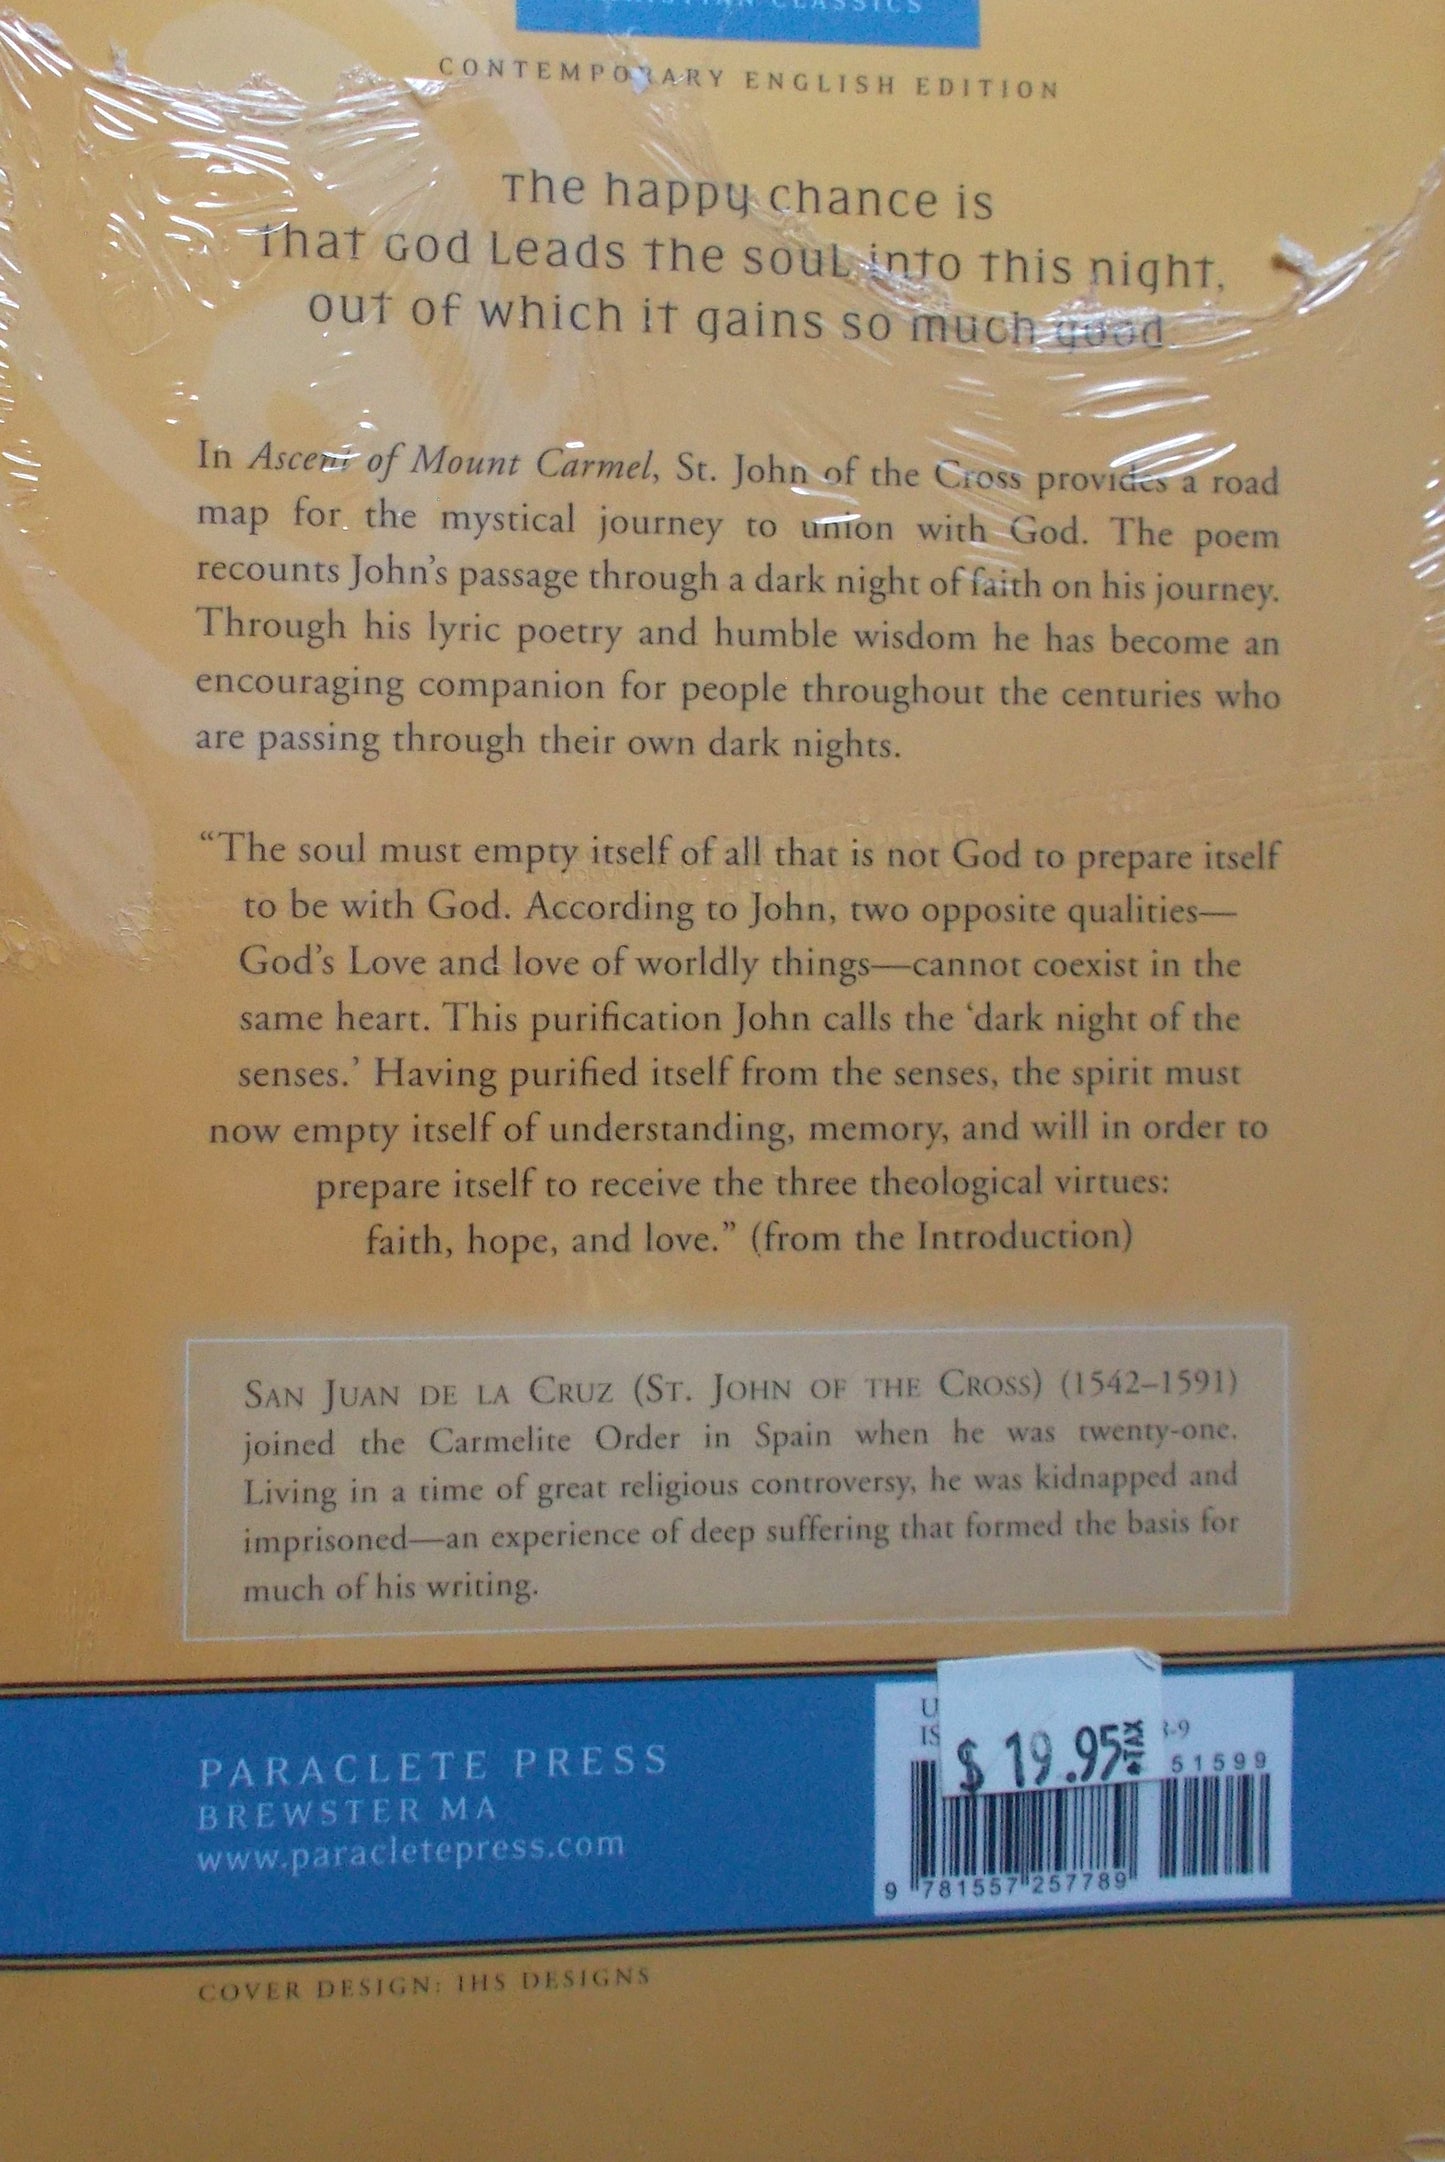 CHRISTIAN CLASSICS
CONTEMPORARY ENGLISH EDITION
The happy chance is
that God leads the soul into this night,
out of which it gains so much good.
In Ascent of Mount Carmel, St. John of the Cross provides a road
map for the mystical journey to union with God. The poem
recounts John's passage through a dark night of faith on his journey.
Through his lyric poetry and humble wisdom he has become an
encouraging companion for people throughout the centuries who
are passing through their own dark nights.
“The soul must empty itself of all that is not God to prepare itself
to be with God. According to John, two opposite qualities—
God’s Love and love of worldly things—cannot coexist in the
same heart. This purification John calls the ‘dark night of the
senses.’ Having purified itself from the senses, the spirit must
now empty itself of understanding, memory, and will in order to
prepare itself to receive the three theological virtues:
faith, hope, and love.” (from the Introduction)
SAN JUAN DE LA CRUZ (ST. JOHN OF THE CROSS) (1542–1591)
joined the Carmelite Order in Spain when he was twenty-one.
Living in a time of great religious controversy, he was kidnapped and
imprisoned—an experience of deep suffering that formed the basis for
much of his writing.
PARACLETE PRESS
BREWSTER MA
www.paracletepress.com
$ 19.95 +TAX
-9
51599
9 781557 257789
COVER DESIGN: IHS DESIGNS